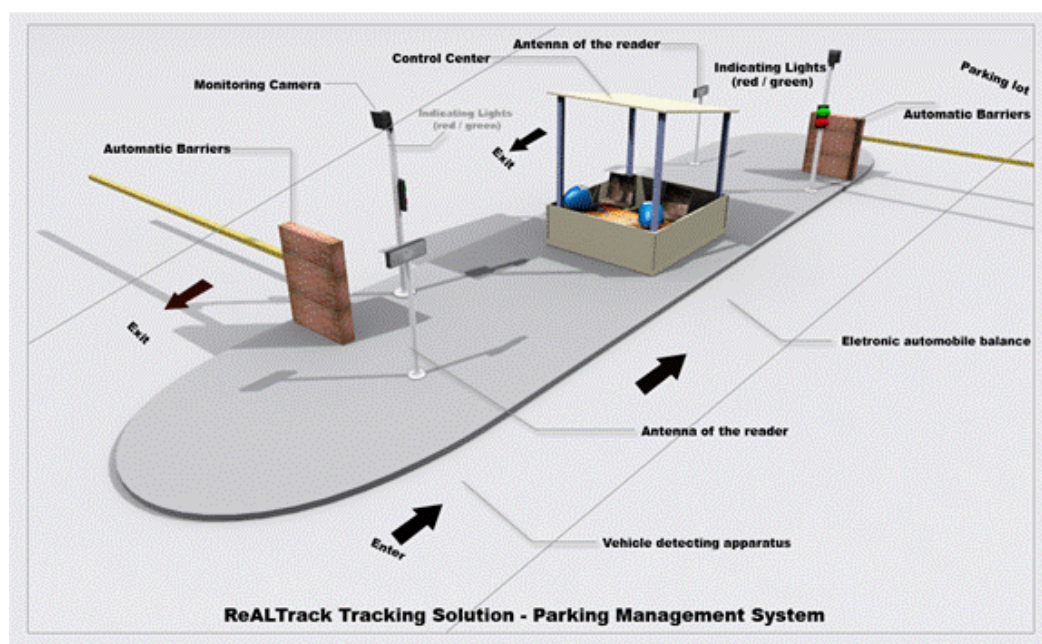 Antenna of the reader
Control Center
Indicating Lights
(red / green)
Parking lot
Monitoring Camera
Indicating Lights
(red / green)
Automatic Barriers
Automatic Barriers
Exit
Exit
Eletronic automobile balance
Antenna of the reader
Enter
Vehicle detecting apparatus
ReALTrack Tracking Solution - Parking Management System